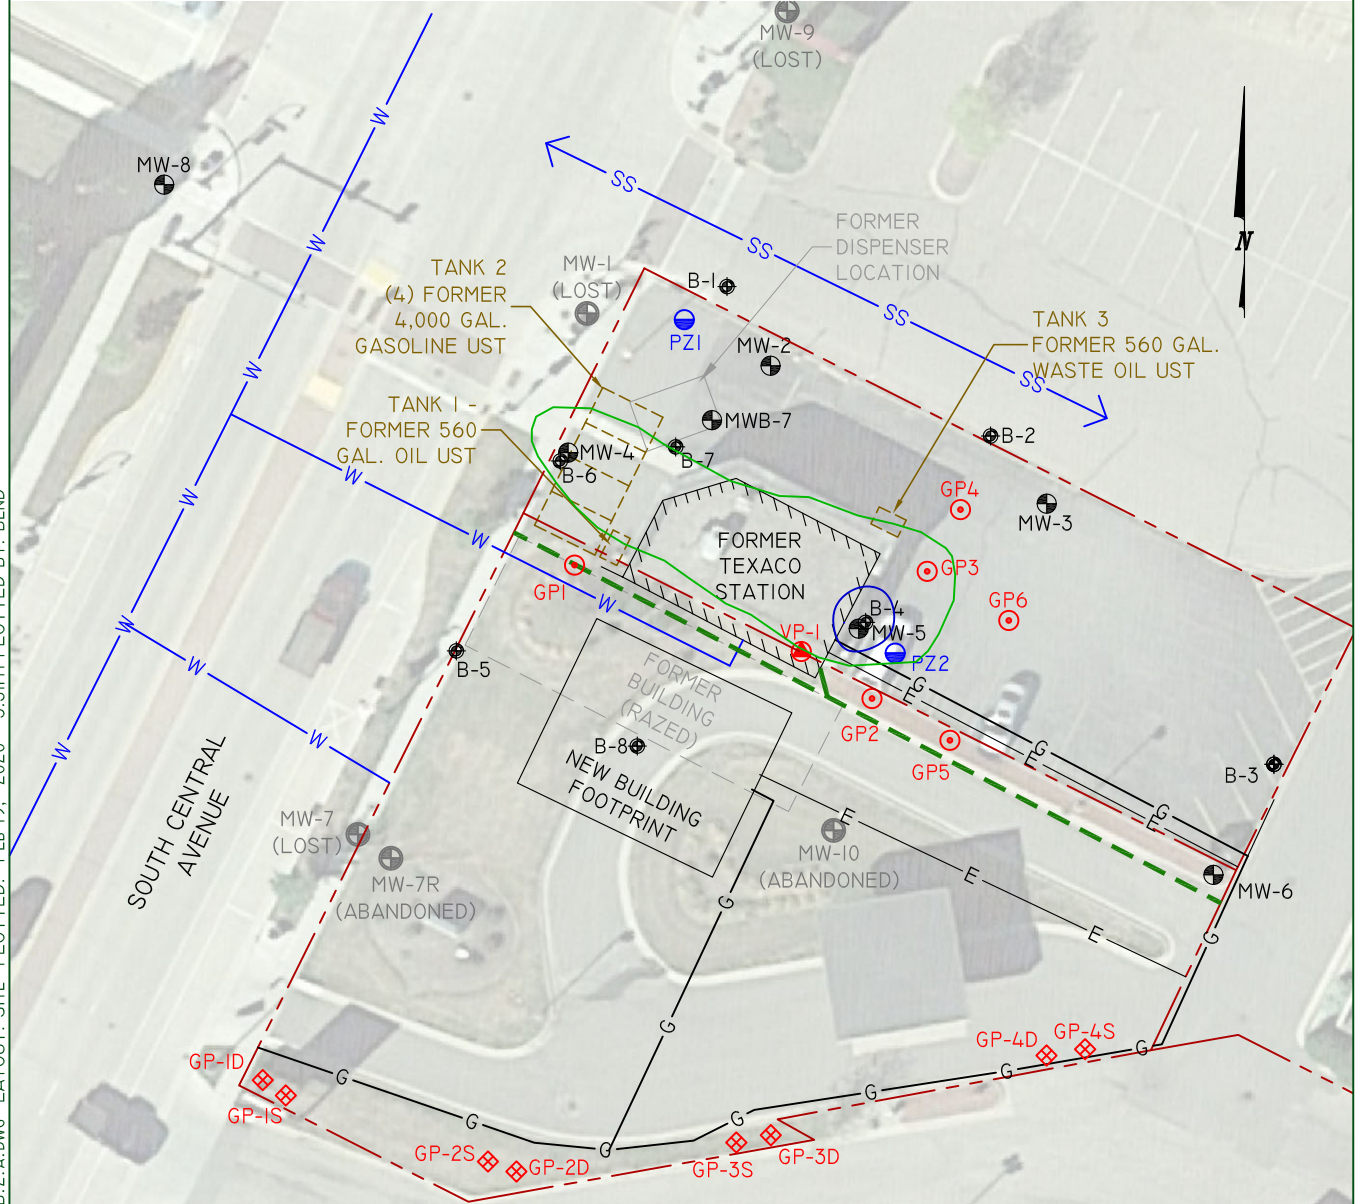 MW-9
(LOST)
MW-8
W
SS
FORMER
DISPENSER
LOCATION
W
SS
TANK 2
(4) FORMER
4,000 GAL.
GASOLINE UST
MW-1
(LOST)
B-1
N
PZ1
SS
MW-2
TANK 3
FORMER 560 GAL.
WASTE OIL UST
W
SS
TANK 1 -
FORMER 560
GAL. OIL UST
MWB-7
B-2
MW-4
B-6
B-7
W
W
GP4
MW-3
W
FORMER
TEXACO
STATION
GP1
GP3
W
B-4
GP6
W
VP-1
MW-5
PZ2
W
B-5
FORMER
BUILDING
(RAZED)
G
E
GP2
W
W
B-8
GP5
G
E
NEW BUILDING
FOOTPRINT
B-3
SOUTH CENTRAL
AVENUE
MW-7
(LOST)
E
G
E
MW-7R
(ABANDONED)
MW-10
(ABANDONED)
E
MW-6
G
E
G
G
GP-1D
GP-1S
G
GP-4D
GP-4S
G
G
G
G
G
G
GP-2S
GP-2D
GP-3S
GP-3D